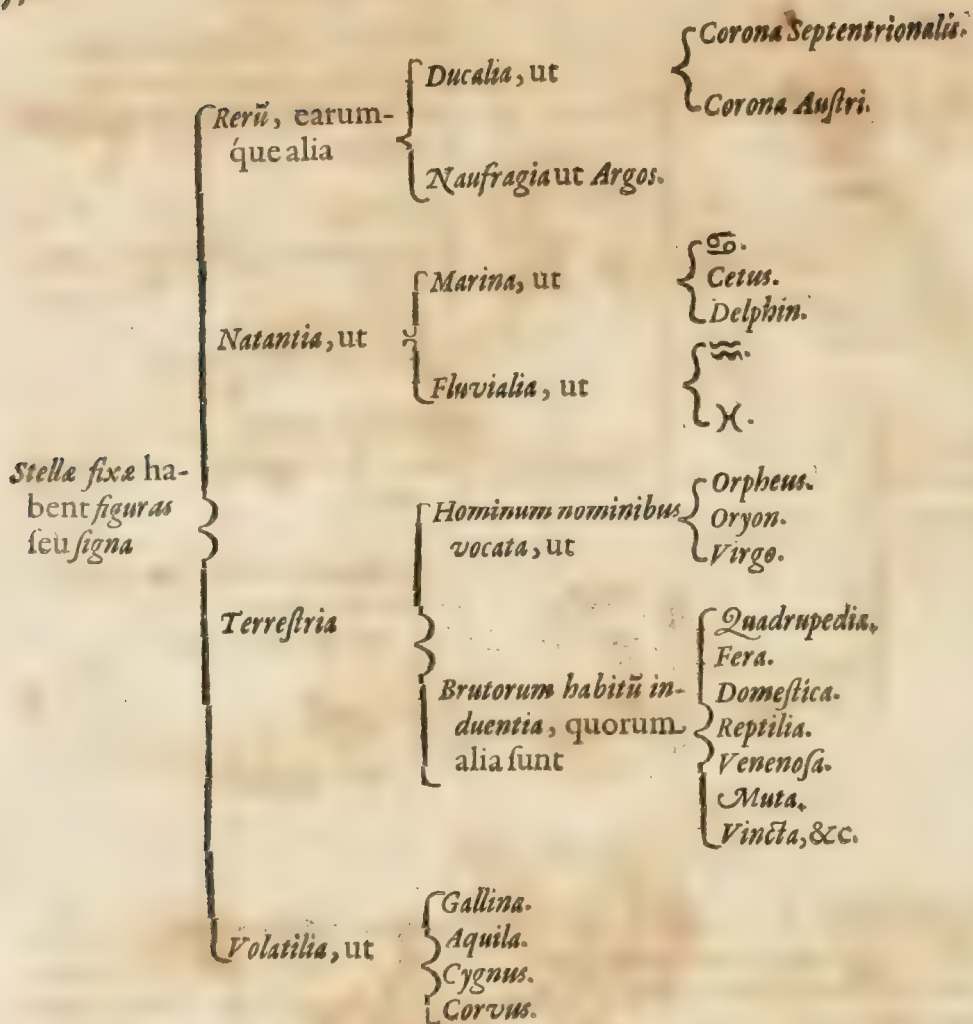 Corona Septentrionalis.
Ducalia, ut
Corona Auſtri.
Rerũ, earum-
q́ue alia
Naufragia ut Argos.
♋.
Marina, ut
Cetus.
Delphin.
Natantia, ut
♒.
Fluvialia, ut
♓.
Stellæ fixæ ha-
bent figuras
ſeu ſigna
Orpheus.
Hominum nominibus
Oryon.
vocata, ut
Virgo.
Terreſtria
Quadrupedia.
Fera.
Brutorum habitũ in-
Domeſtica.
duentia, quorum
Reptilia.
alia ſunt
Venenoſa.
Muta.
Vincta, &c.
Gallina.
Volatilia, ut
Aquila.
Cygnus.
Corvus.